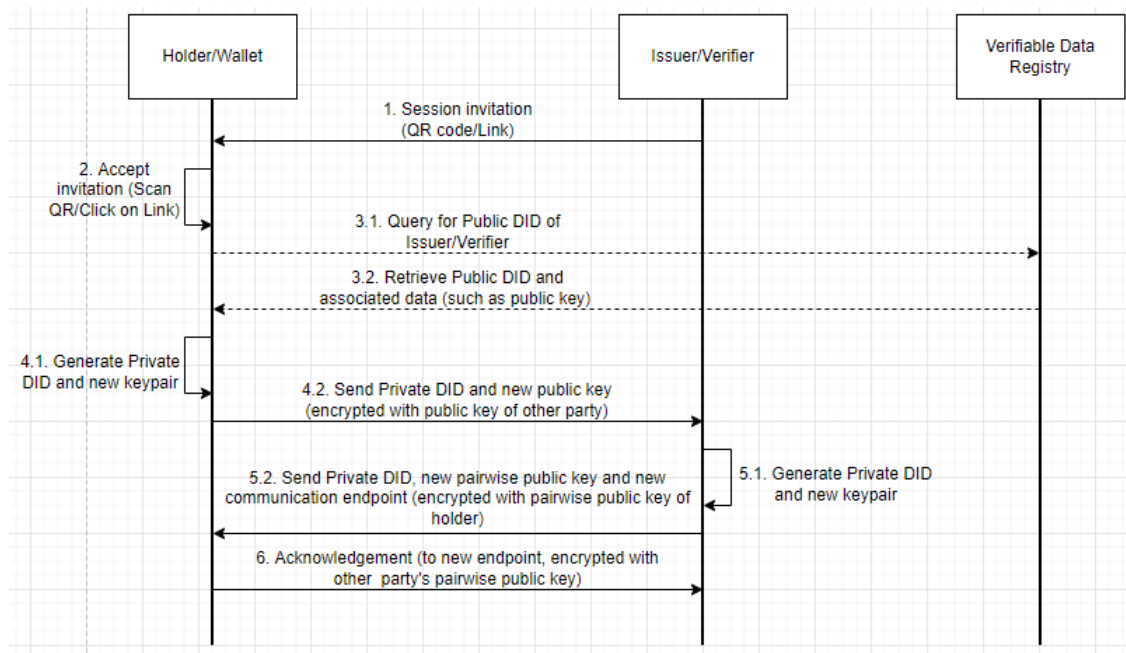 Holder/Wallet
Issuer/Verifier
Verifiable Data
Registry
1. Session invitation
(QR code/Link)
2. Accept
invitation (Scan
QR/Click on Link)
3.1. Query for Public DID of
Issuer/Verifier
3.2. Retrieve Public DID and
associated data (such as public key)
4.1. Generate Private
DID and new keypair
4.2. Send Private DID and new public key
(encrypted with public key of other party)
5.1. Generate Private DID
and new keypair
5.2. Send Private DID, new pairwise public key and new
communication endpoint (encrypted with pairwise public key of
holder)
6. Acknowledgement (to new endpoint, encrypted with
other party's pairwise public key)